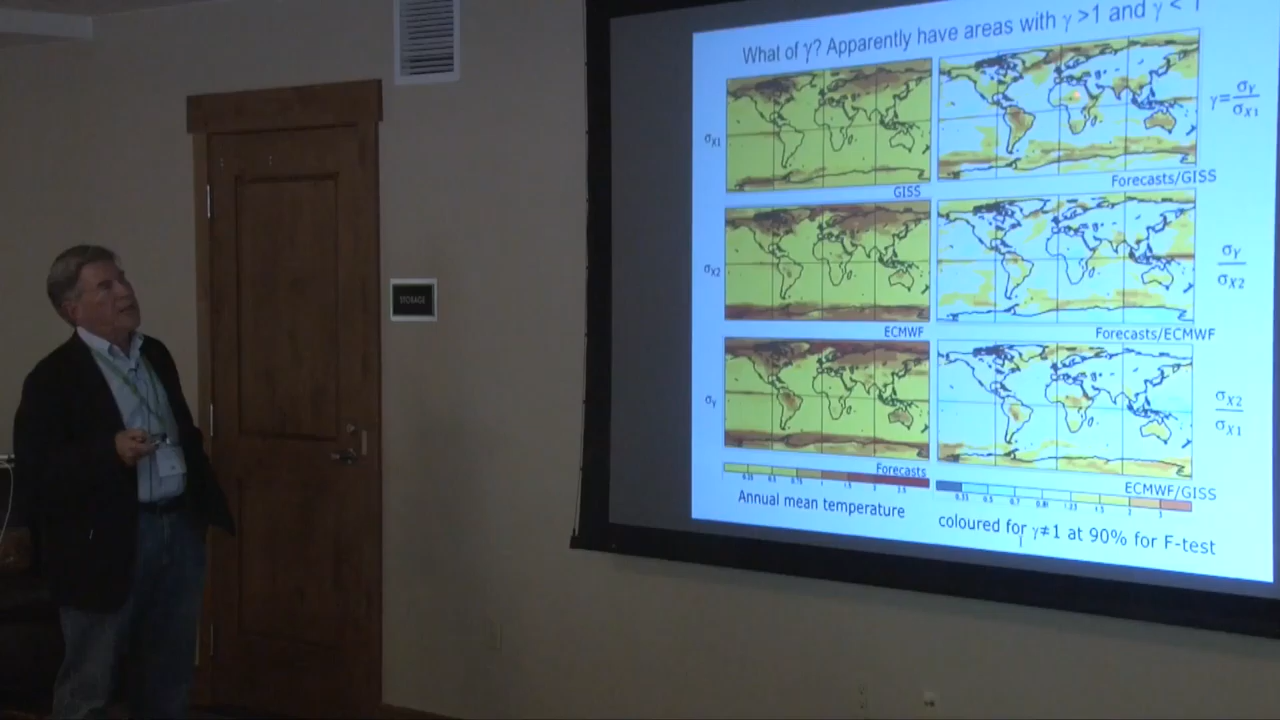 What of γ? Apparently have areas with γ >1 and γ < 1
σX1
GISS
Forecasts/GISS
γ=σY/σX1
σX2
ECMWF
Forecasts/ECMWF
σY/σX2
σY
Forecasts
ECMWF/GISS
σX2/σX1
Annual mean temperature
coloured for γ≠1 at 90% for F-test
STORAGE